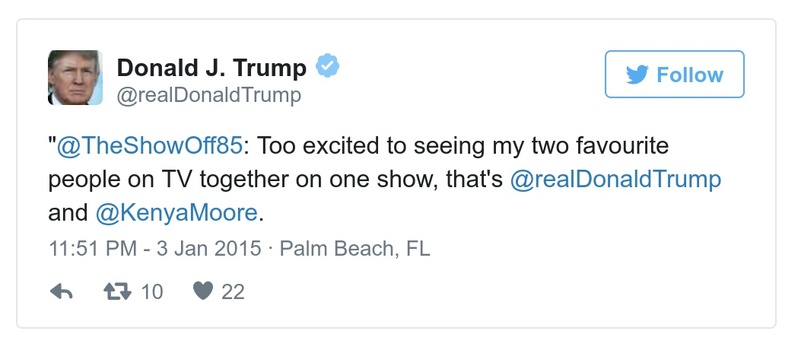 Donald J. Trump
Follow
@realDonaldTrump
"@TheShowOff85: Too excited to seeing my two favourite
people on TV together on one show, that's @realDonaldTrump
and @KenyaMoore.
11:51 PM - 3 Jan 2015 · Palm Beach, FL
10 22